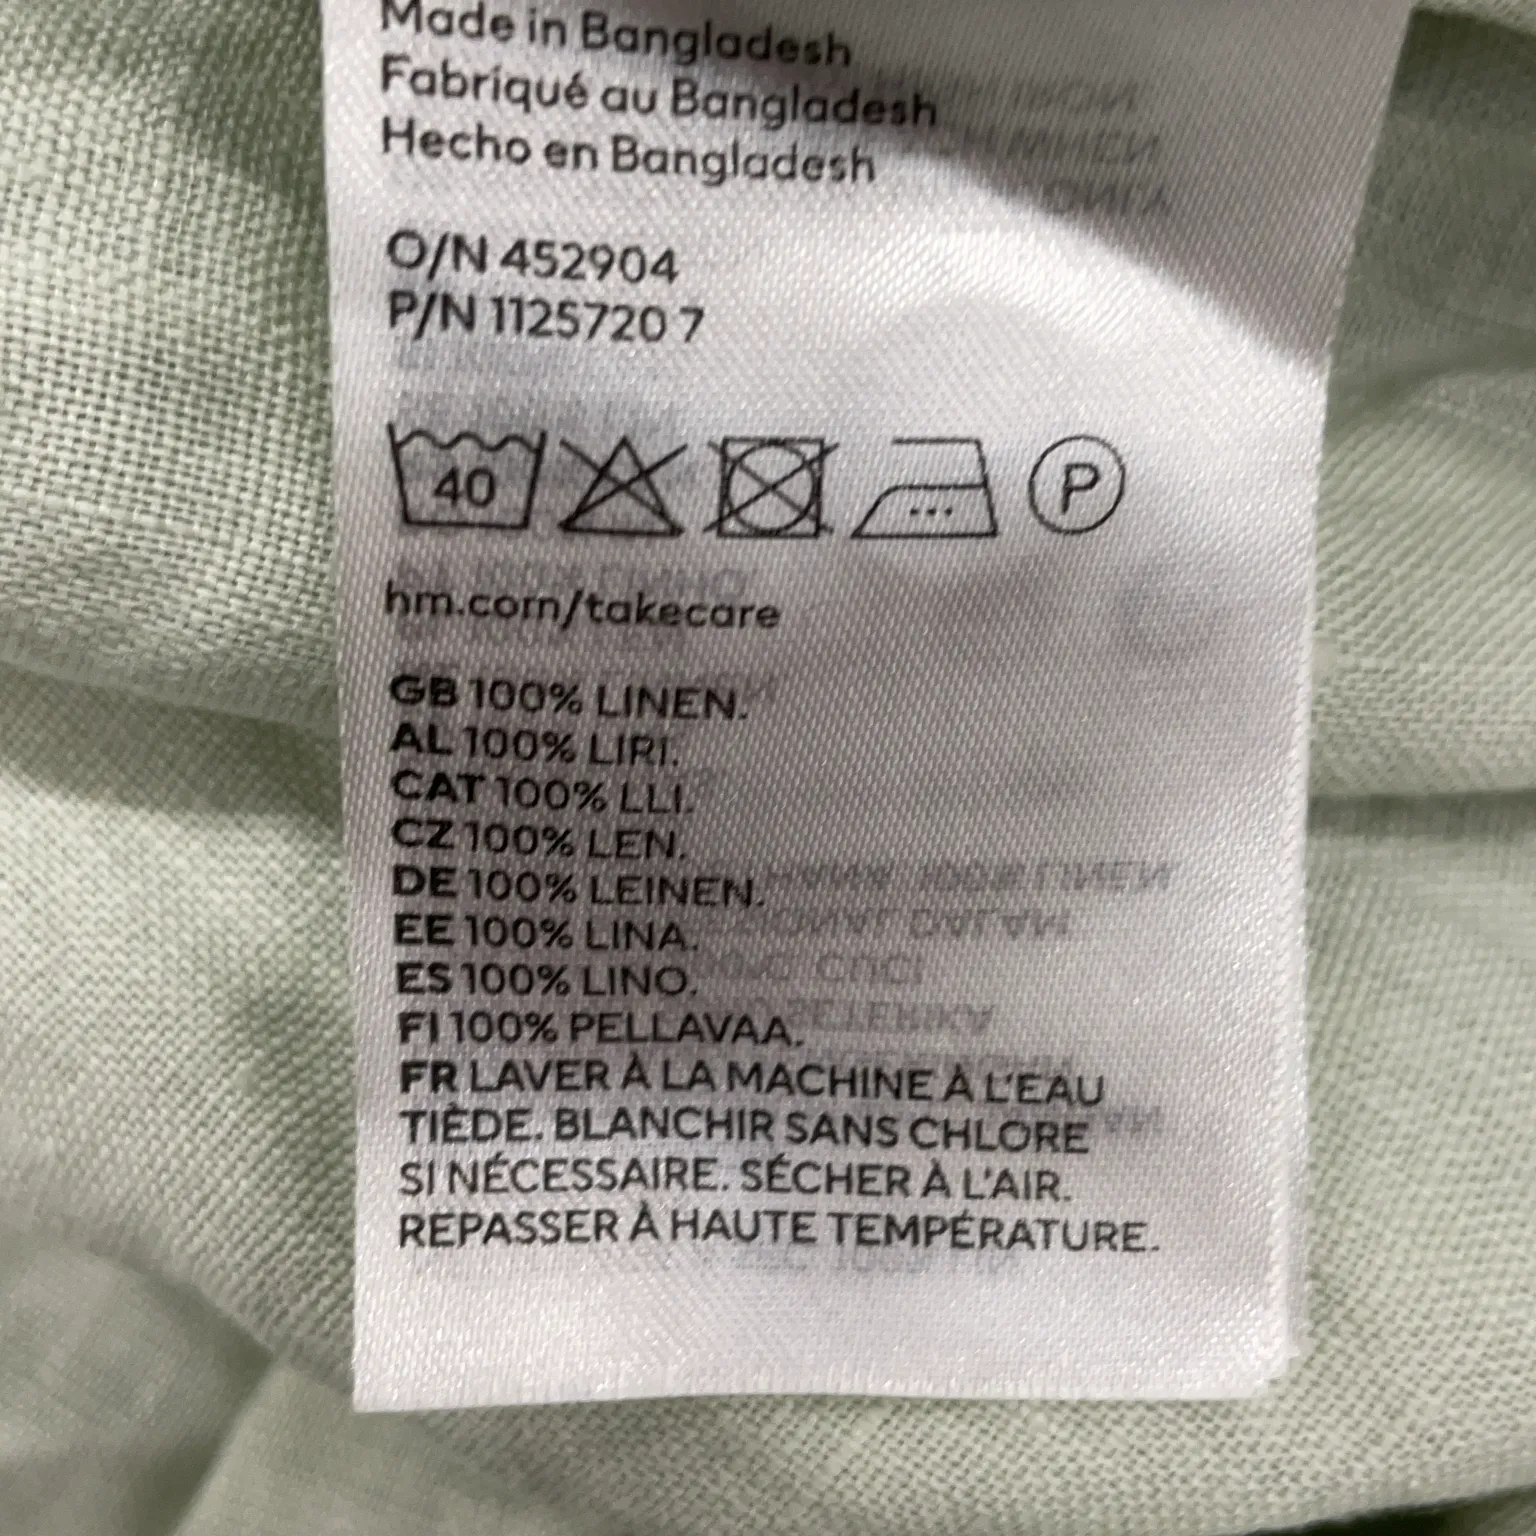 Made in Bangladesh
Fabriqué au Bangladesh
Hecho en Bangladesh
O/N 452904
P/N 1125720 7
40 P
hm.com/takecare
GB 100% LINEN.
AL 100% LIRI.
CAT 100% LLI.
CZ 100% LEN.
DE 100% LEINEN.
EE 100% LINA.
ES 100% LINO.
FI 100% PELLAVAA.
FR LAVER À LA MACHINE À L'EAU
TIÈDE. BLANCHIR SANS CHLORE
SI NÉCESSAIRE. SÉCHER À L'AIR.
REPASSER À HAUTE TEMPÉRATURE.